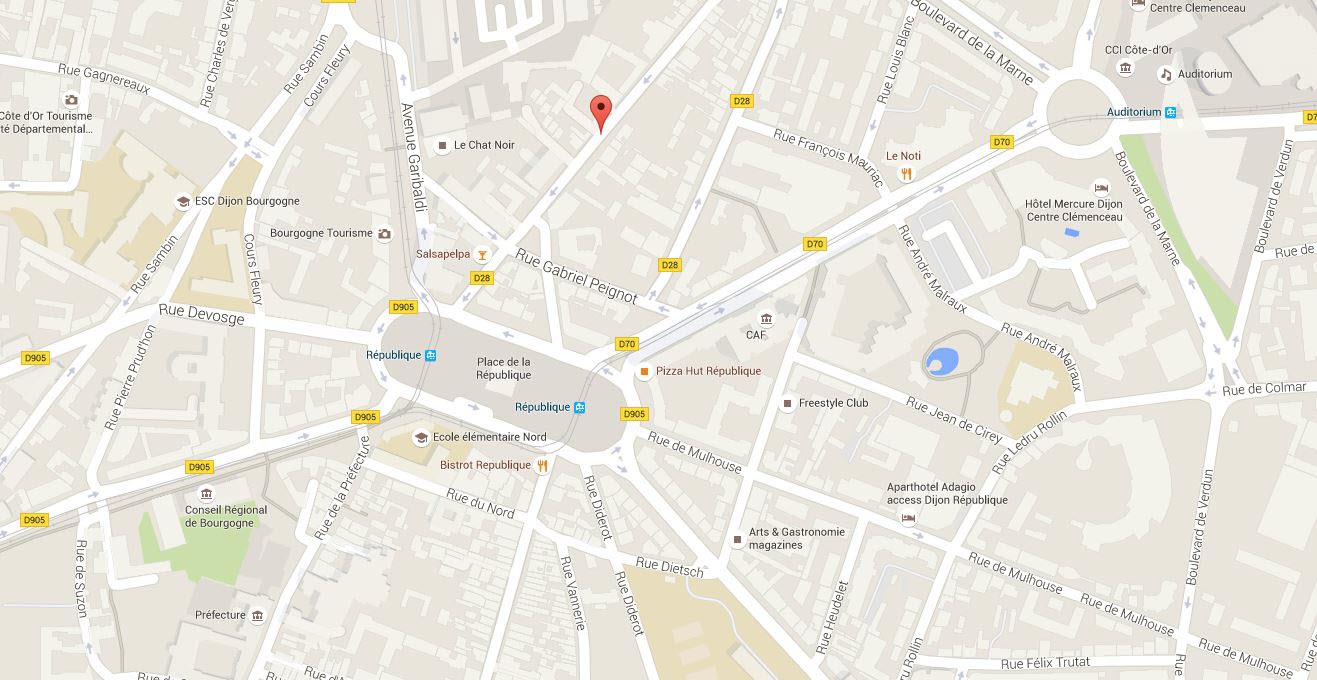 Centre Clemenceau
Boulevard de la Marne
Rue Louis Blanc
CCI Côte-d'Or
Auditorium
Rue Sambin
Cours Fleury
Rue Gagnereaux
Rue Charles de
Côte d'Or Tourisme
té Départemental...
Avenue Garibaldi
D28
D70
Auditorium
Le Chat Noir
Rue François Mauriac
Le Noti
Boulevard de la Marne
Boulevard de Verdun
ESC Dijon Bourgogne
Hôtel Mercure Dijon
Centre Clémenceau
Bourgogne Tourisme
Salsapelpa
D28
Rue Gabriel Peignot
D28
D70
Rue André Malraux
Rue de
Rue Sambin
Cours Fleury
D905
Rue Devosge
CAF
Rue André Malraux
D905
République
Place de la
République
D70
Pizza Hut République
Rue Pierre Prud'hon
République
D905
D905
Freestyle Club
Rue Jean de Cirey
Rue Ledru Rollin
Rue de Colmar
Ecole élémentaire Nord
Bistrot Republique
Rue de Mulhouse
D905
Rue de la Préfecture
Conseil Régional
de Bourgogne
D905
Rue du Nord
Rue Diderot
Aparthotel Adagio
access Dijon République
Boulevard de Verdun
Arts & Gastronomie
magazines
Rue de Suzon
Rue Dietsch
Rue Vannerie
Rue Diderot
Rue Heudelet
Rue de Mulhouse
Rue de Mulhouse
Rue de Mulhouse
Préfecture
Rollin
Rue Félix Trutat
Rue